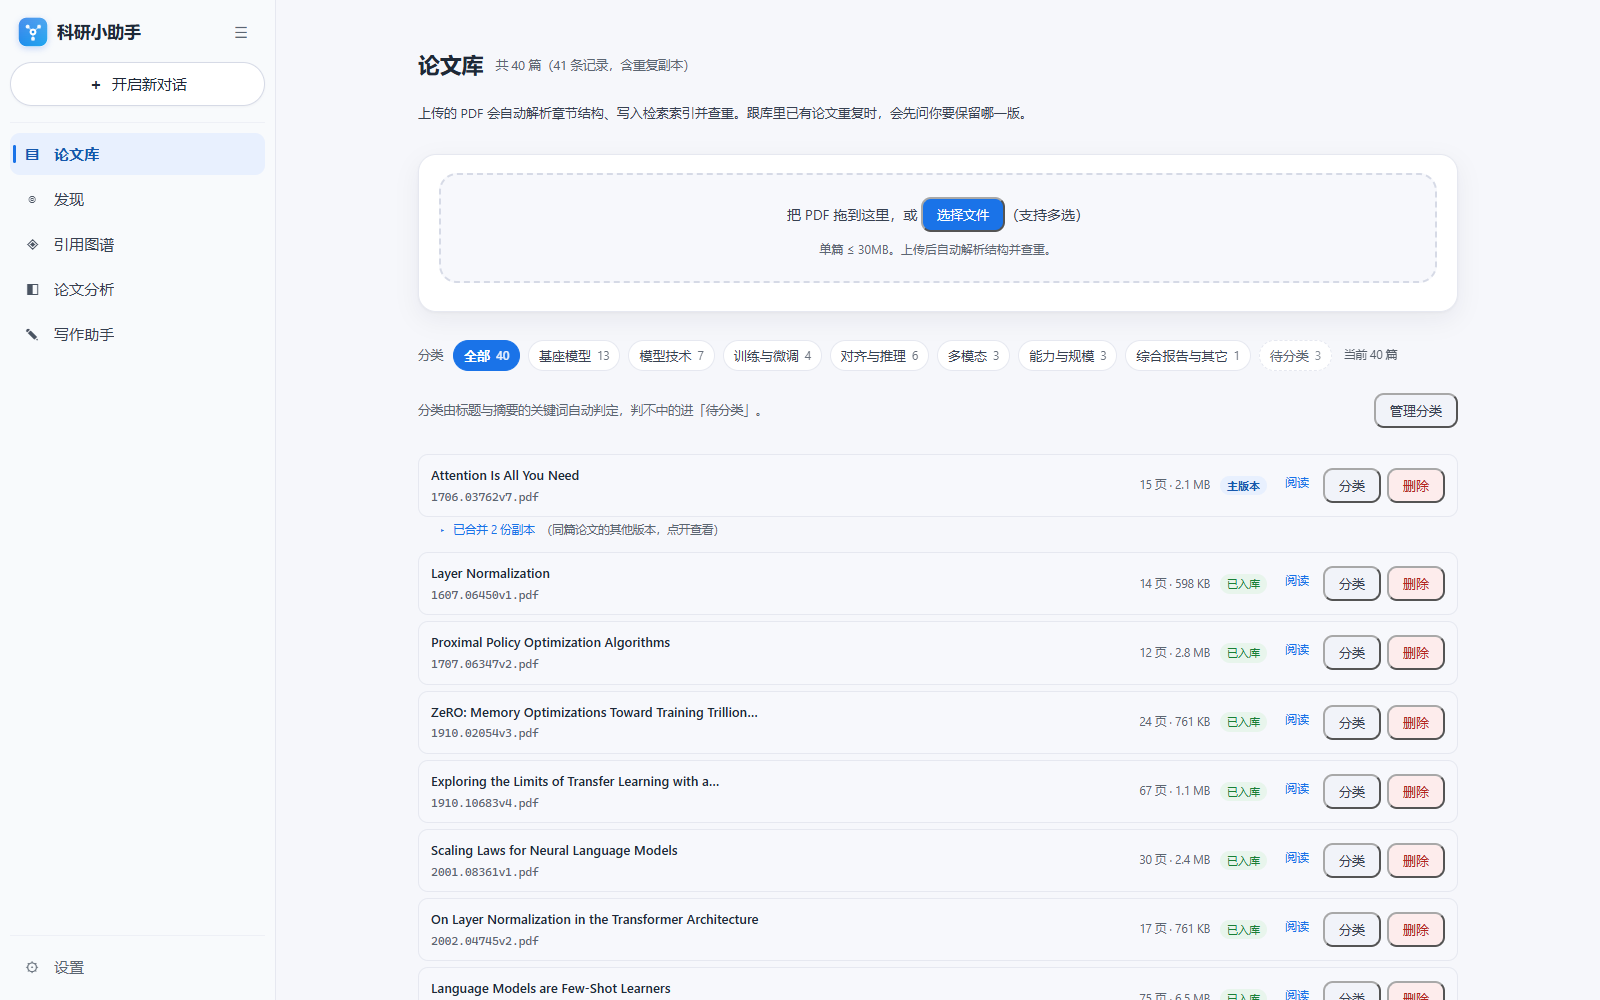 科研小助手
+ 开启新对话
论文库
发现
引用图谱
论文分析
写作助手
设置
论文库 共 40 篇（41 条记录，含重复副本）
上传的 PDF 会自动解析章节结构、写入检索索引并查重。跟库里已有论文重复时，会先问你要保留哪一版。
把 PDF 拖到这里，或 选择文件 （支持多选）
单篇 ≤ 30MB。上传后自动解析结构并查重。
分类 全部 40 基座模型 13 模型技术 7 训练与微调 4 对齐与推理 6 多模态 3 能力与规模 3 综合报告与其它 1 待分类 3 当前 40 篇
分类由标题与摘要的关键词自动判定，判不中的进「待分类」。 管理分类
Attention Is All You Need
1706.03762v7.pdf
15 页 · 2.1 MB 主版本 阅读 分类 删除
已合并 2 份副本 （同篇论文的其他版本，点开查看）
Layer Normalization
1607.06450v1.pdf
14 页 · 598 KB 已入库 阅读 分类 删除
Proximal Policy Optimization Algorithms
1707.06347v2.pdf
12 页 · 2.8 MB 已入库 阅读 分类 删除
ZeRO: Memory Optimizations Toward Training Trillion...
1910.02054v3.pdf
24 页 · 761 KB 已入库 阅读 分类 删除
Exploring the Limits of Transfer Learning with a...
1910.10683v4.pdf
67 页 · 1.1 MB 已入库 阅读 分类 删除
Scaling Laws for Neural Language Models
2001.08361v1.pdf
30 页 · 2.4 MB 已入库 阅读 分类 删除
On Layer Normalization in the Transformer Architecture
2002.04745v2.pdf
17 页 · 761 KB 已入库 阅读 分类 删除
Language Models are Few-Shot Learners
75 页 · 6.5 MB 已入库 阅读 分类 删除